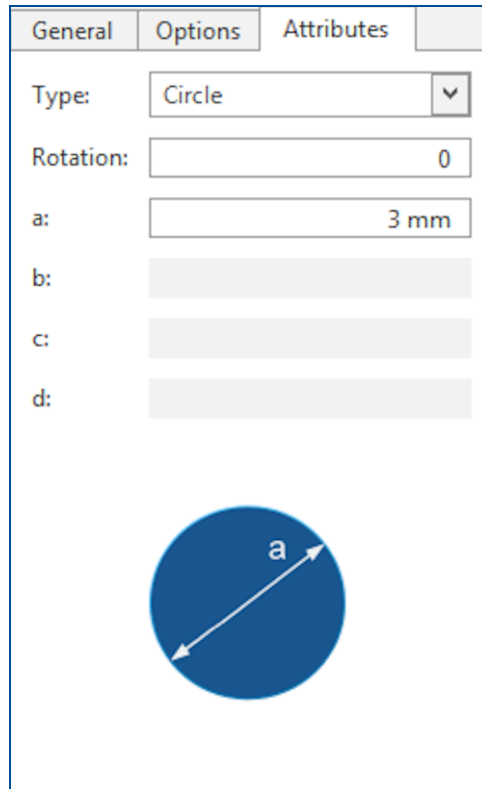 General Options Attributes
Type: Circle
Rotation: 0
a: 3 mm
b:
c:
d:
a